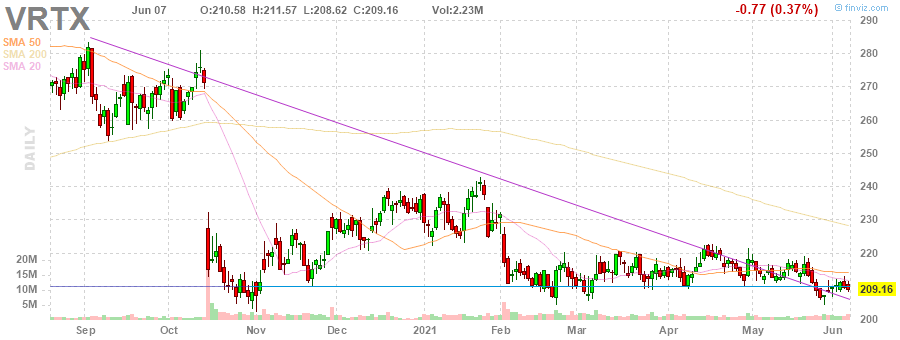 VRTX Jun 07 O:210.58 H:211.57 L:208.62 C:209.16 Vol:2.23M -0.77 (0.37%) © finviz.com
SMA 50
SMA 200
SMA 20
DAILY
290
280
270
260
250
240
230
220
209.16
200
20M
15M
10M
5M
Sep Oct Nov Dec 2021 Feb Mar Apr May Jun